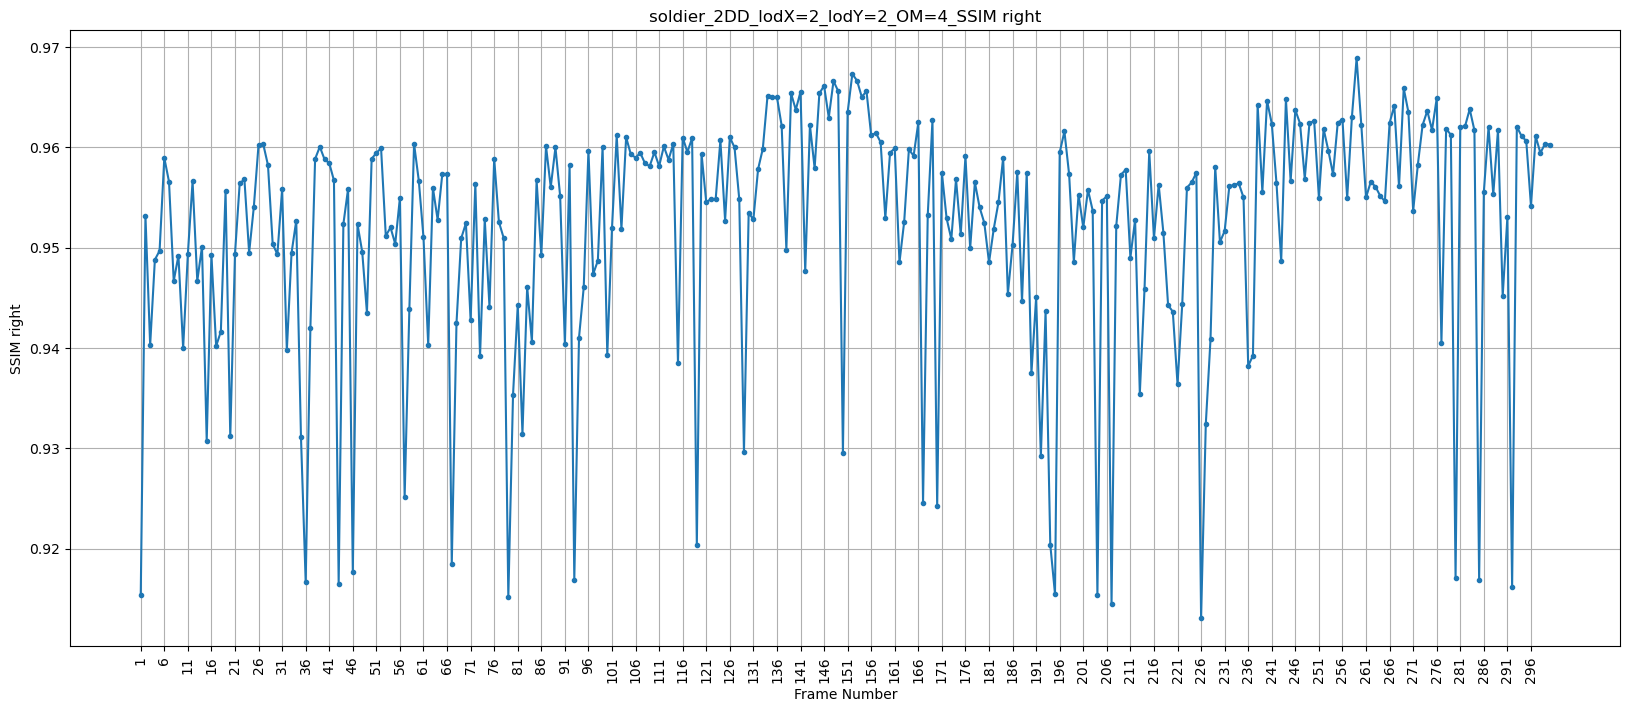 soldier_2DD_lodX=2_lodY=2_OM=4_SSIM right
0.97
0.96
0.95
0.94
0.93
0.92
SSIM right
1 6 11 16 21 26 31 36 41 46 51 56 61 66 71 76 81 86 91 96 101 106 111 116 121 126 131 136 141 146 151 156 161 166 171 176 181 186 191 196 201 206 211 216 221 226 231 236 241 246 251 256 261 266 271 276 281 286 291 296
Frame Number